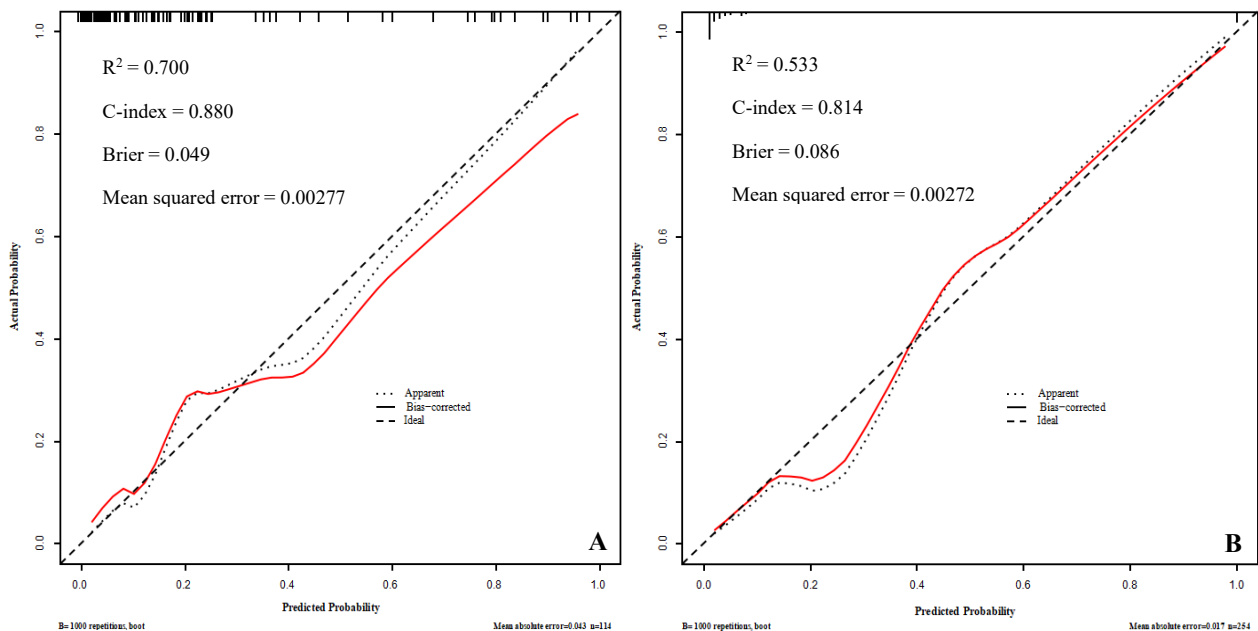 R² = 0.700
C-index = 0.880
Brier = 0.049
Mean squared error = 0.00277
Actual Probability
0.0
0.2
0.4
0.6
0.8
1.0
Apparent
Bias-corrected
Ideal
A
0.0 0.2 0.4 0.6 0.8 1.0
Predicted Probability
B= 1000 repetitions, boot
Mean absolute error=0.043 n=114
R² = 0.533
C-index = 0.814
Brier = 0.086
Mean squared error = 0.00272
Actual Probability
0.0
0.2
0.4
0.6
0.8
1.0
Apparent
Bias-corrected
Ideal
B
0.0 0.2 0.4 0.6 0.8 1.0
Predicted Probability
B= 1000 repetitions, boot
Mean absolute error=0.017 n=254